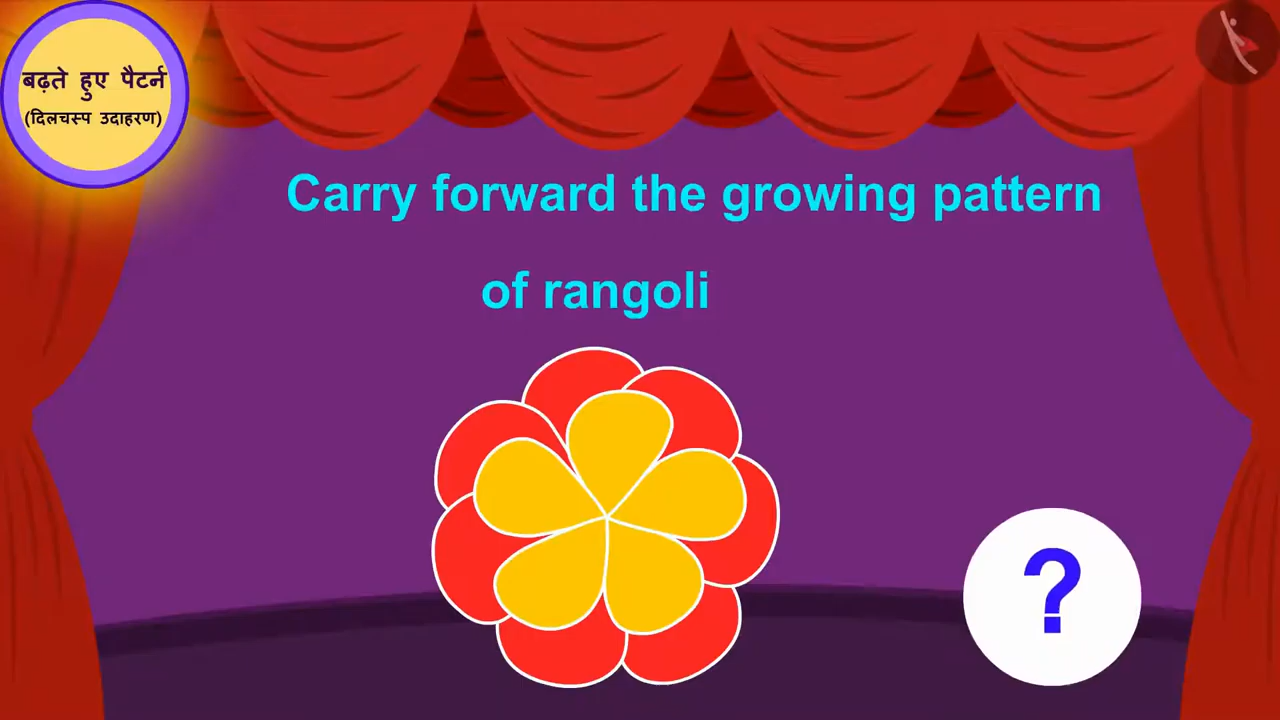 बढ़ते हुए पैटर्न
(दिलचस्प उदाहरण)
Carry forward the growing pattern
of rangoli
?